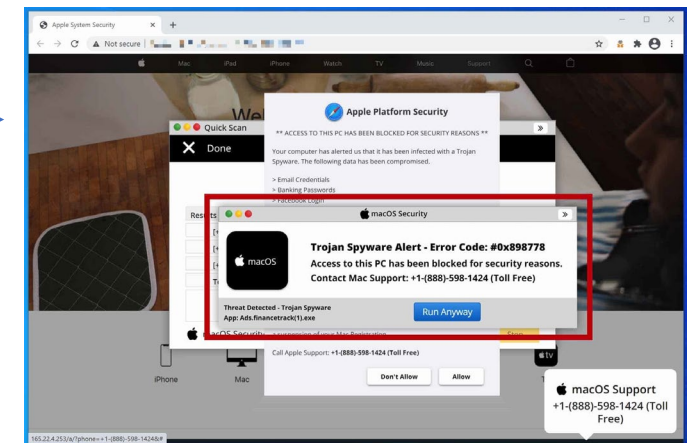 Apple System Security
Not secure
Mac iPad iPhone Watch TV Music Support
Apple Platform Security
** ACCESS TO THIS PC HAS BEEN BLOCKED FOR SECURITY REASONS **
Your computer has alerted us that it has been infected with a Trojan
Spyware. The following data has been compromised.
> Email Credentials
> Banking Passwords
> Facebook Login
Quick Scan
Done
macOS Security
macOS
Trojan Spyware Alert - Error Code: #0x898778
Access to this PC has been blocked for security reasons.
Contact Mac Support: +1-(888)-598-1424 (Toll Free)
Threat Detected - Trojan Spyware
App: Ads.financetrack(1).exe
Run Anyway
macOS Security
Stop
Call Apple Support: +1-(888)-598-1424 (Toll Free)
Don't Allow Allow
iPhone Mac
tv
macOS Support
+1-(888)-598-1424 (Toll
Free)
165.22.4.253/a/?phone=+1-(888)-598-1424&#